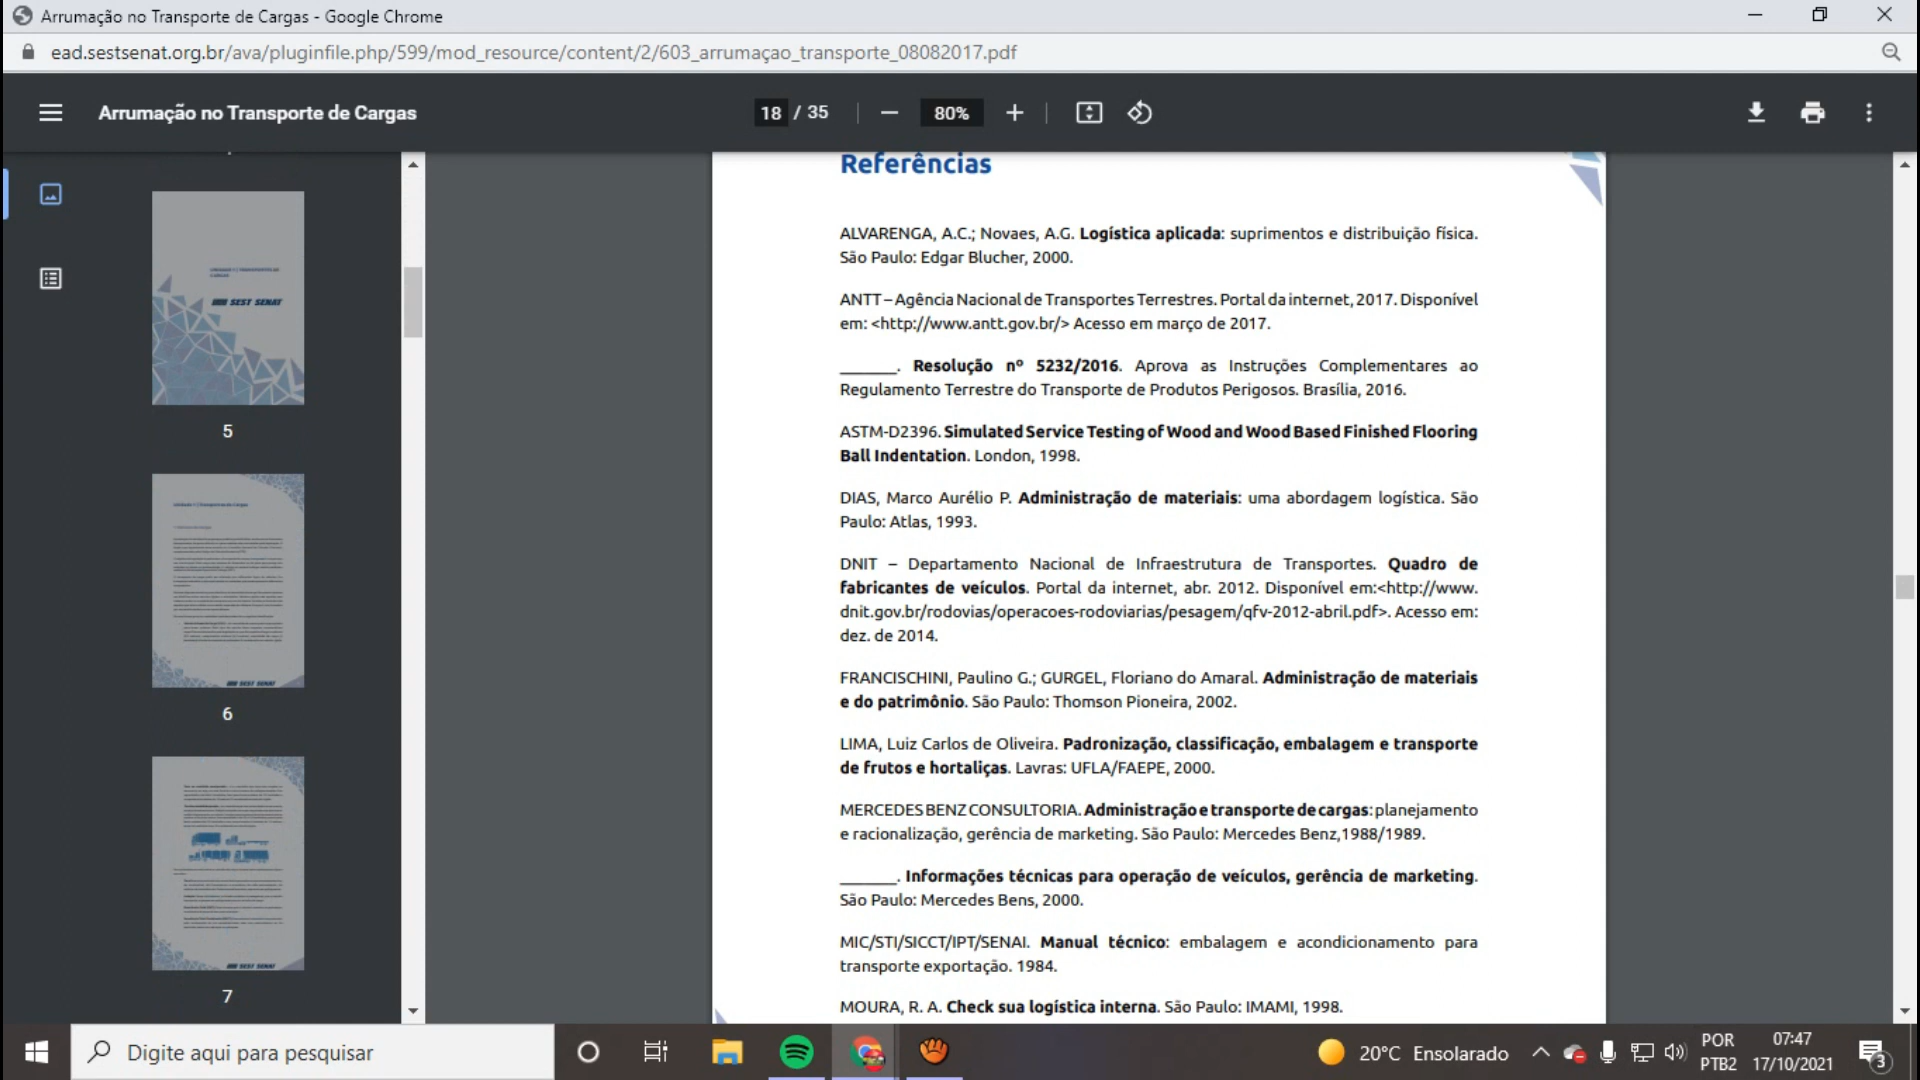 Arrumação no Transporte de Cargas - Google Chrome
ead.sestsenat.org.br/ava/pluginfile.php/599/mod_resource/content/2/603_arrumaçao_transporte_08082017.pdf
Arrumação no Transporte de Cargas
18 / 35
80%
SEST SENAT
5
SEST SENAT
6
SEST SENAT
7
Referências
ALVARENGA, A.C.; Novaes, A.G. Logística aplicada: suprimentos e distribuição física.
São Paulo: Edgar Blucher, 2000.
ANTT – Agência Nacional de Transportes Terrestres. Portal da internet, 2017. Disponível
em: <http://www.antt.gov.br/> Acesso em março de 2017.
_______. Resolução nº 5232/2016. Aprova as Instruções Complementares ao
Regulamento Terrestre do Transporte de Produtos Perigosos. Brasília, 2016.
ASTM-D2396. Simulated Service Testing of Wood and Wood Based Finished Flooring
Ball Indentation. London, 1998.
DIAS, Marco Aurélio P. Administração de materiais: uma abordagem logística. São
Paulo: Atlas, 1993.
DNIT – Departamento Nacional de Infraestrutura de Transportes. Quadro de
fabricantes de veículos. Portal da internet, abr. 2012. Disponível em:<http://www.
dnit.gov.br/rodovias/operacoes-rodoviarias/pesagem/qfv-2012-abril.pdf>. Acesso em:
dez. de 2014.
FRANCISCHINI, Paulino G.; GURGEL, Floriano do Amaral. Administração de materiais
e do patrimônio. São Paulo: Thomson Pioneira, 2002.
LIMA, Luiz Carlos de Oliveira. Padronização, classificação, embalagem e transporte
de frutos e hortaliças. Lavras: UFLA/FAEPE, 2000.
MERCEDES BENZ CONSULTORIA. Administração e transporte de cargas: planejamento
e racionalização, gerência de marketing. São Paulo: Mercedes Benz,1988/1989.
_______. Informações técnicas para operação de veículos, gerência de marketing.
São Paulo: Mercedes Bens, 2000.
MIC/STI/SICCT/IPT/SENAI. Manual técnico: embalagem e acondicionamento para
transporte exportação. 1984.
MOURA, R. A. Check sua logística interna. São Paulo: IMAMI, 1998.
Digite aqui para pesquisar
20°C Ensolarado
POR
PTB2
07:47
17/10/2021
3